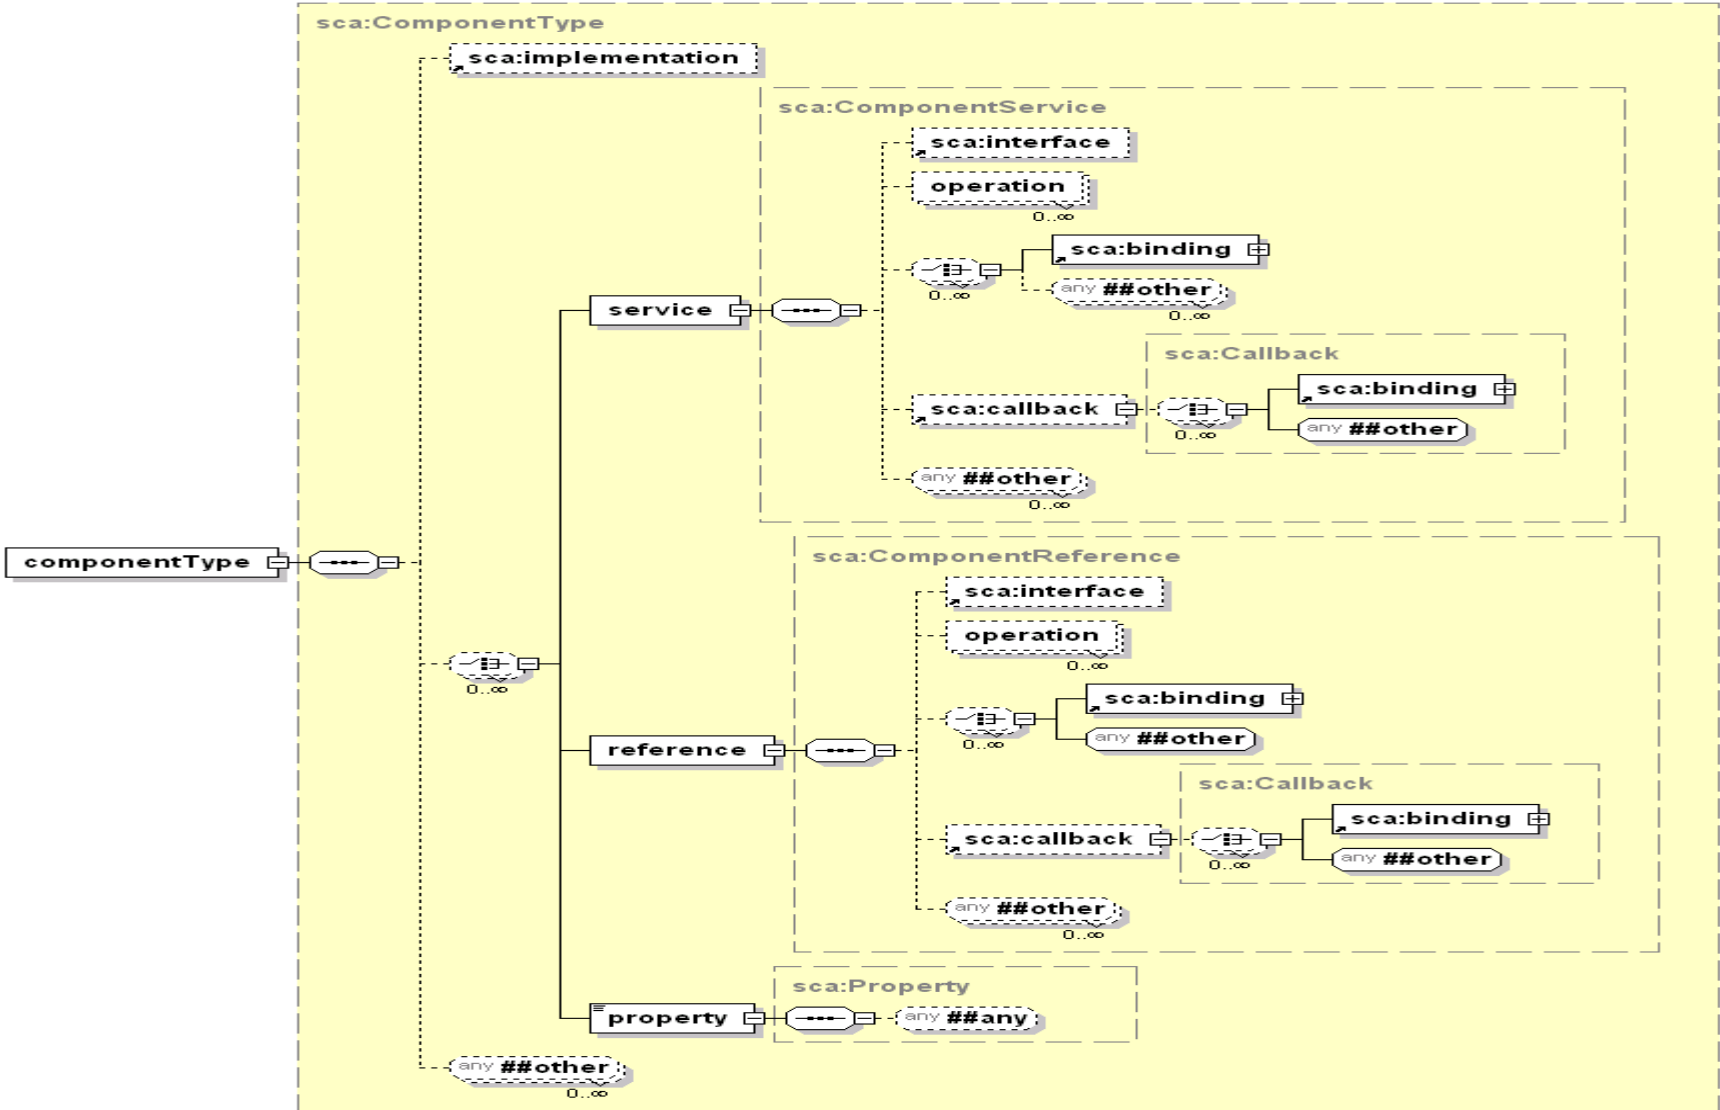 sca:ComponentType
sca:implementation
sca:ComponentService
sca:interface
operation
0..∞
sca:binding
any ##other
0..∞
0..∞
service
sca:Callback
sca:binding
sca:callback
any ##other
0..∞
any ##other
0..∞
componentType
sca:ComponentReference
sca:interface
operation
0..∞
0..∞
sca:binding
any ##other
0..∞
reference
sca:Callback
sca:binding
sca:callback
any ##other
0..∞
any ##other
0..∞
sca:Property
property
any ##any
any ##other
0..∞